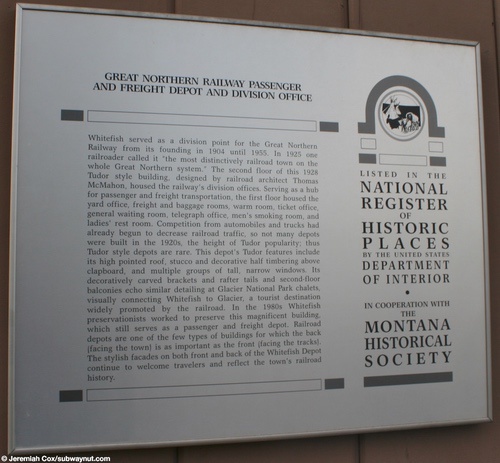 GREAT NORTHERN RAILWAY PASSENGER
AND FREIGHT DEPOT AND DIVISION OFFICE
Whitefish served as a division point for the Great Northern
Railway from its founding in 1904 until 1955. In 1925 one
railroader called it "the most distinctively railroad town on the
whole Great Northern system." The second floor of this 1928
Tudor style building, designed by railroad architect Thomas
McMahon, housed the railway's division offices. Serving as a hub
for passenger and freight transportation, the first floor housed the
yard office, freight and baggage rooms, warm room, ticket office,
general waiting room, telegraph office, men's smoking room, and
ladies' rest room. Competition from automobiles and trucks had
already begun to decrease railroad traffic, so not many depots
were built in the 1920s, the height of Tudor popularity; thus
Tudor style depots are rare. This depot's Tudor features include
its high pointed roof, stucco and decorative half timbering above
clapboard, and multiple groups of tall, narrow windows. Its
decoratively carved brackets and rafter tails and second-floor
balconies echo similar detailing at Glacier National Park chalets,
visually connecting Whitefish to Glacier, a tourist destination
widely promoted by the railroad. In the 1980s Whitefish
preservationists worked to preserve this magnificent building,
which still serves as a passenger and freight depot. Railroad
depots are one of the few types of buildings for which the back
(facing the town) is as important as the front (facing the tracks).
The stylish facades on both front and back of the Whitefish Depot
continue to welcome travelers and reflect the town's railroad
history.
LISTED IN THE
NATIONAL
REGISTER
OF
HISTORIC
PLACES
BY THE UNITED STATES
DEPARTMENT
OF INTERIOR
•
IN COOPERATION WITH
THE
MONTANA
HISTORICAL
SOCIETY
© Jeremiah Cox/subwaynut.com